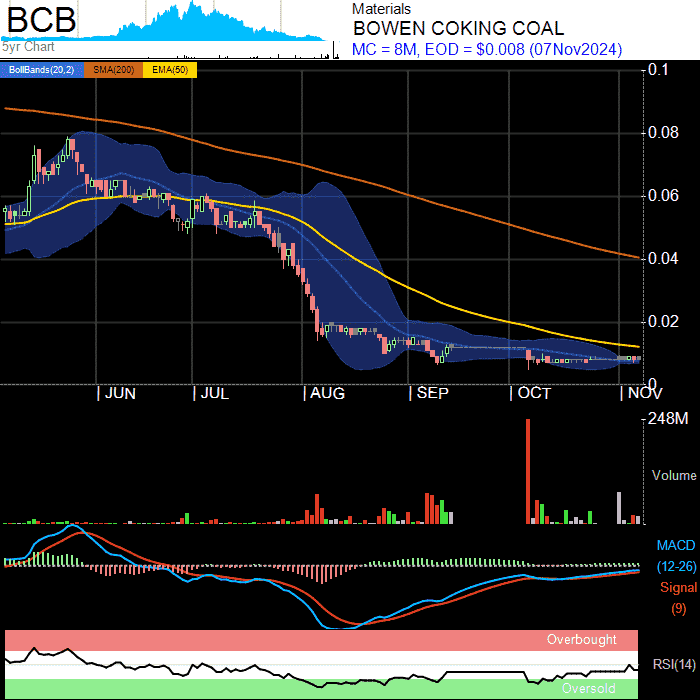 BCB
5yr Chart
Materials
BOWEN COKING COAL
MC = 8M, EOD = $0.008 (07Nov2024)
BollBands(20,2) SMA(200) EMA(50)
0.1
0.08
0.06
0.04
0.02
0
JUN JUL AUG SEP OCT NOV
248M
Volume
MACD
(12-26)
Signal
(9)
Overbought
RSI(14)
Oversold